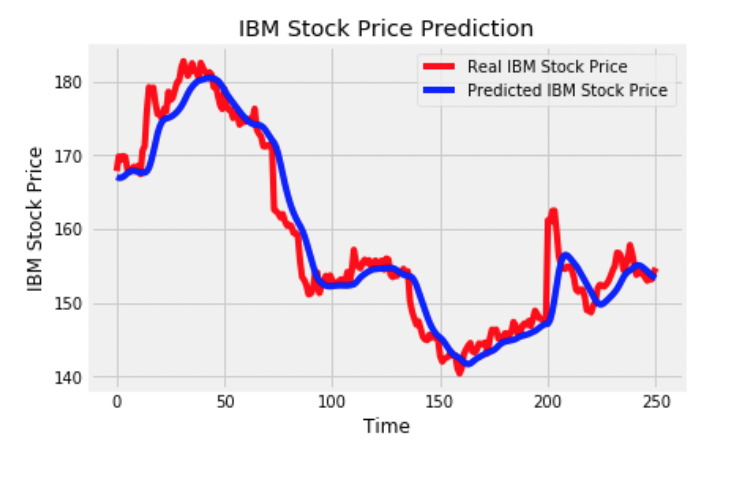 IBM Stock Price Prediction
Real IBM Stock Price
Predicted IBM Stock Price
180
170
160
150
140
IBM Stock Price
0 50 100 150 200 250
Time